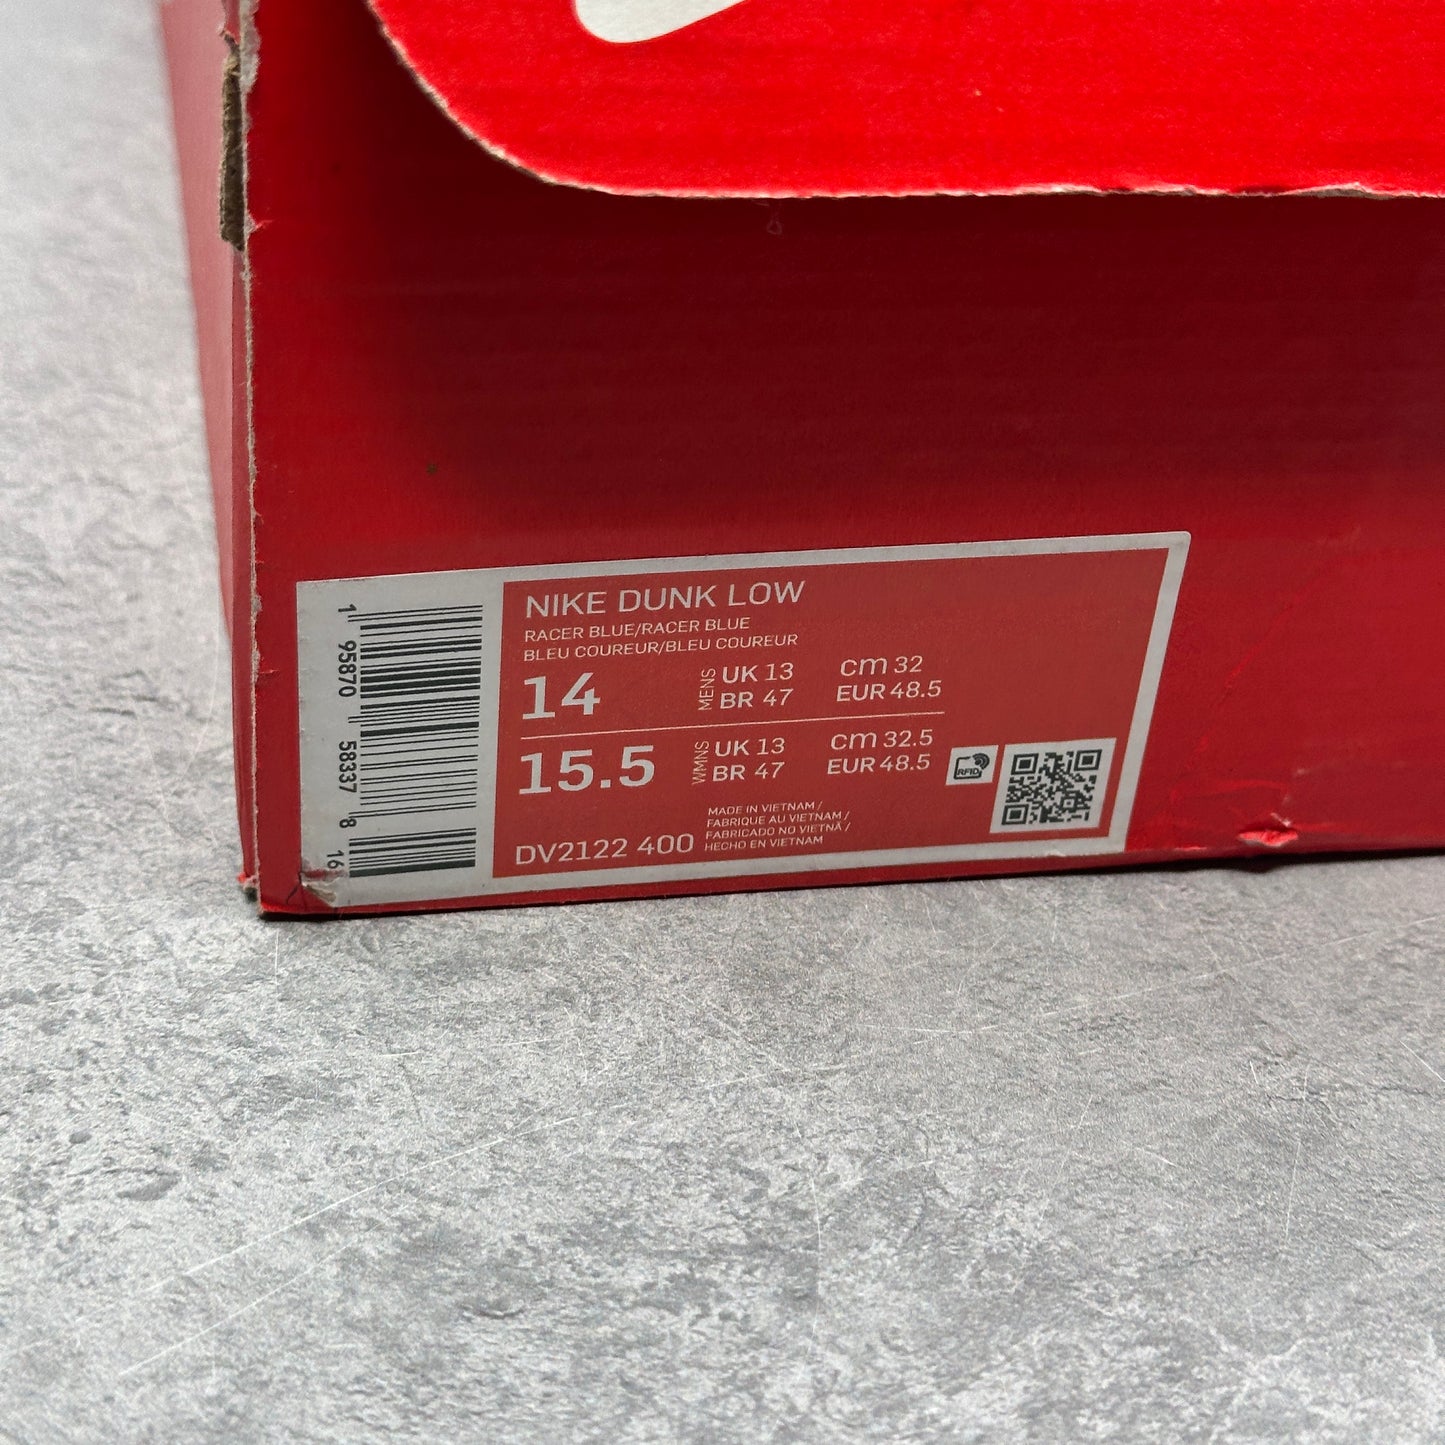 NIKE DUNK LOW
RACER BLUE/RACER BLUE
BLEU COUREUR/BLEU COUREUR
14
MENS
UK 13
BR 47
cm 32
EUR 48.5
15.5
WMNS
UK 13
BR 47
cm 32.5
EUR 48.5
RFID
DV2122 400
MADE IN VIETNAM /
FABRIQUE AU VIETNAM /
FABRICADO NO VIETNÃ /
HECHO EN VIETNAM
1 95870 58337 8